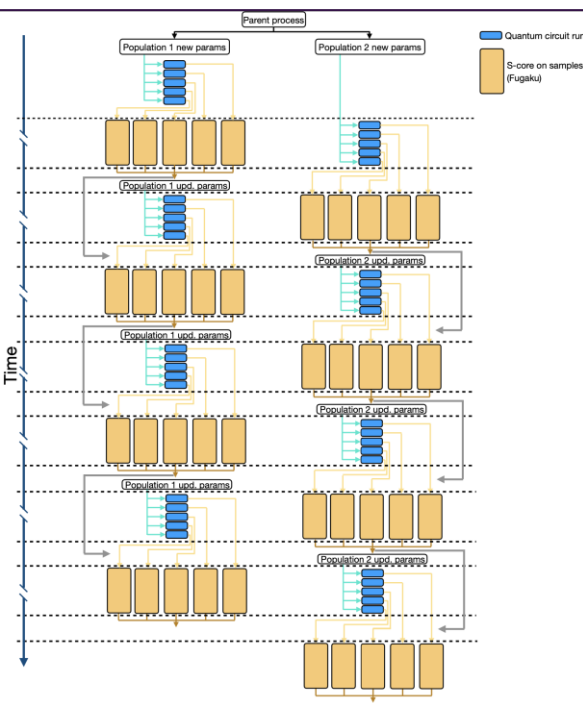 Parent process
Population 1 new params
Population 2 new params
Quantum circuit run
S-core on samples
(Fugaku)
Population 1 upd. params
Population 2 upd. params
Population 1 upd. params
Time
Population 2 upd. params
Population 1 upd. params
Population 2 upd. params